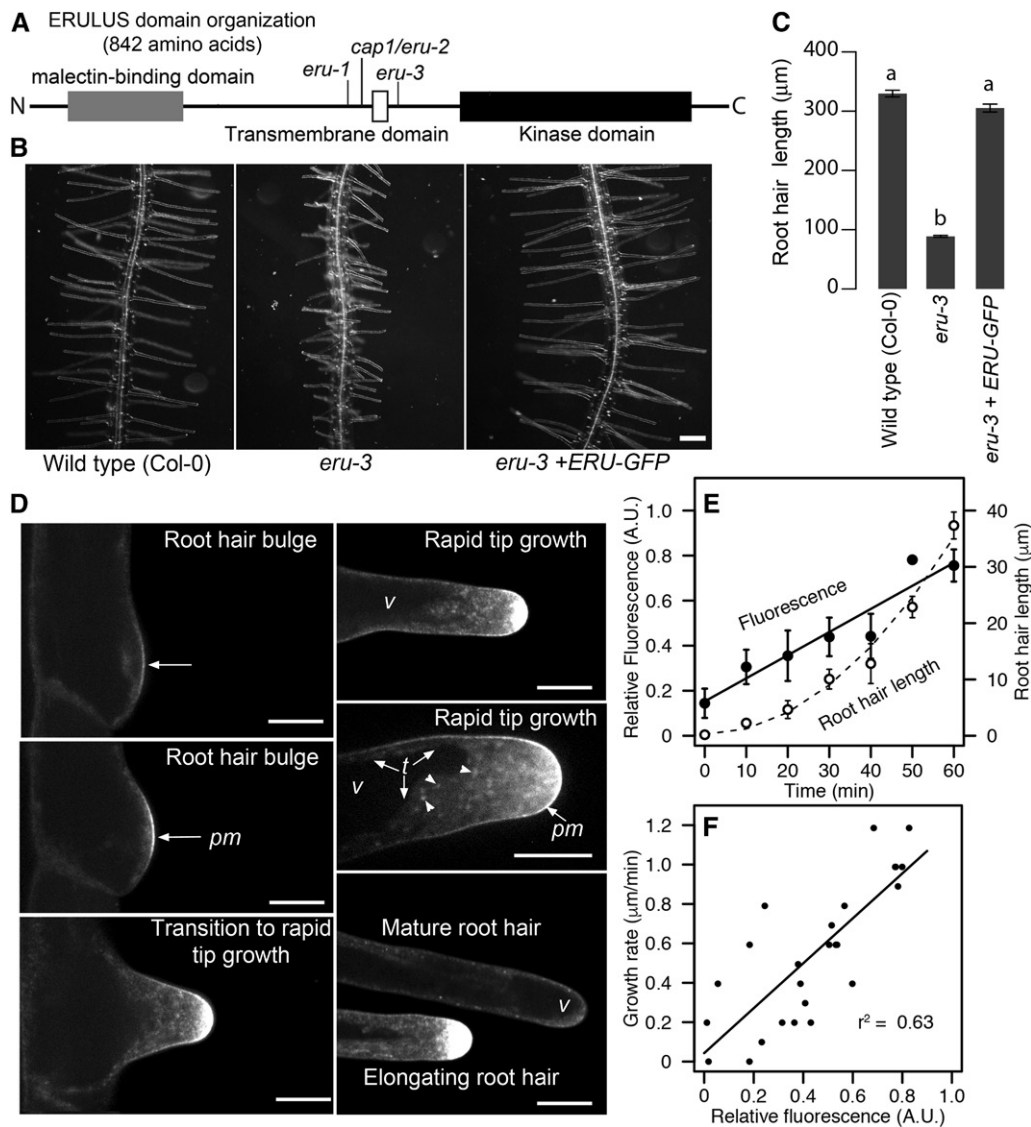 A
ERULUS domain organization
(842 amino acids)
malectin-binding domain
eru-1
cap1/eru-2
eru-3
N
C
Transmembrane domain
Kinase domain
B
Wild type (Col-0)
eru-3
eru-3 +ERU-GFP
C
Root hair length (µm)
400
300
200
100
0
a
b
a
Wild type (Col-0)
eru-3
eru-3 + ERU-GFP
D
Root hair bulge
Root hair bulge
pm
Transition to rapid
tip growth
Rapid tip growth
v
Rapid tip growth
t
v
pm
Mature root hair
v
Elongating root hair
E
Relative Fluorescence (A.U.)
1.0
0.8
0.6
0.4
0.2
0
Fluorescence
Root hair length
40
30
20
10
0
Root hair length (µm)
0 10 20 30 40 50 60
Time (min)
F
Growth rate (µm/min)
1.2
1.0
0.8
0.6
0.4
0.2
0
r² = 0.63
0 0.2 0.4 0.6 0.8 1.0
Relative fluorescence (A.U.)